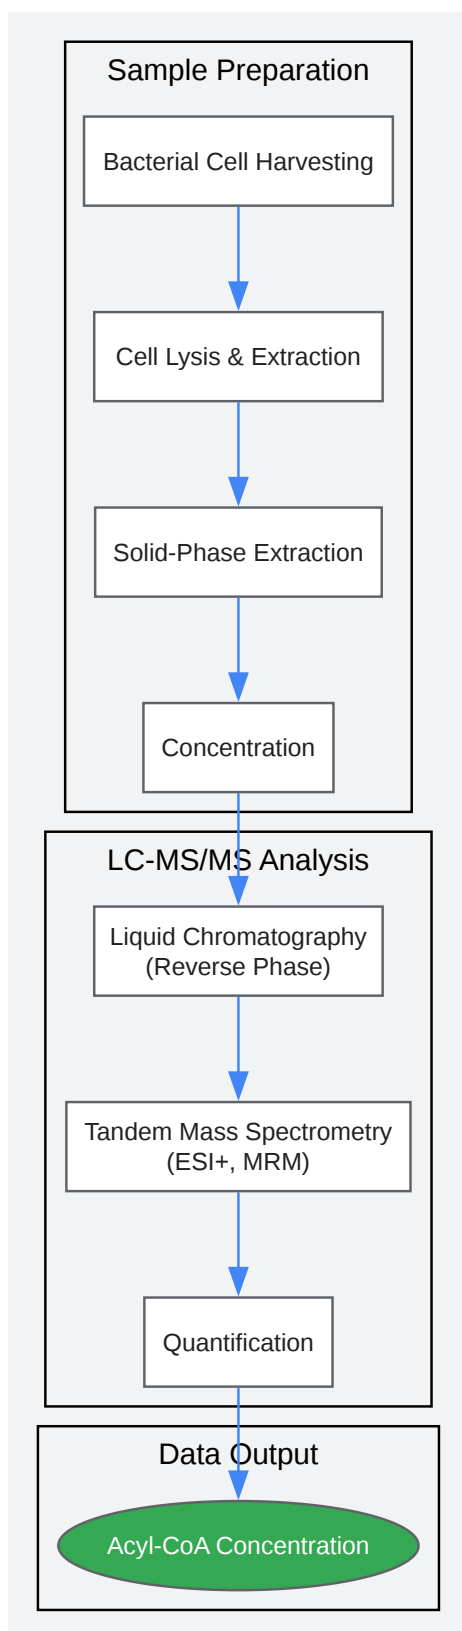 Sample Preparation
Bacterial Cell Harvesting
Cell Lysis & Extraction
Solid-Phase Extraction
Concentration
LC-MS/MS Analysis
Liquid Chromatography
(Reverse Phase)
Tandem Mass Spectrometry
(ESI+, MRM)
Quantification
Data Output
Acyl-CoA Concentration